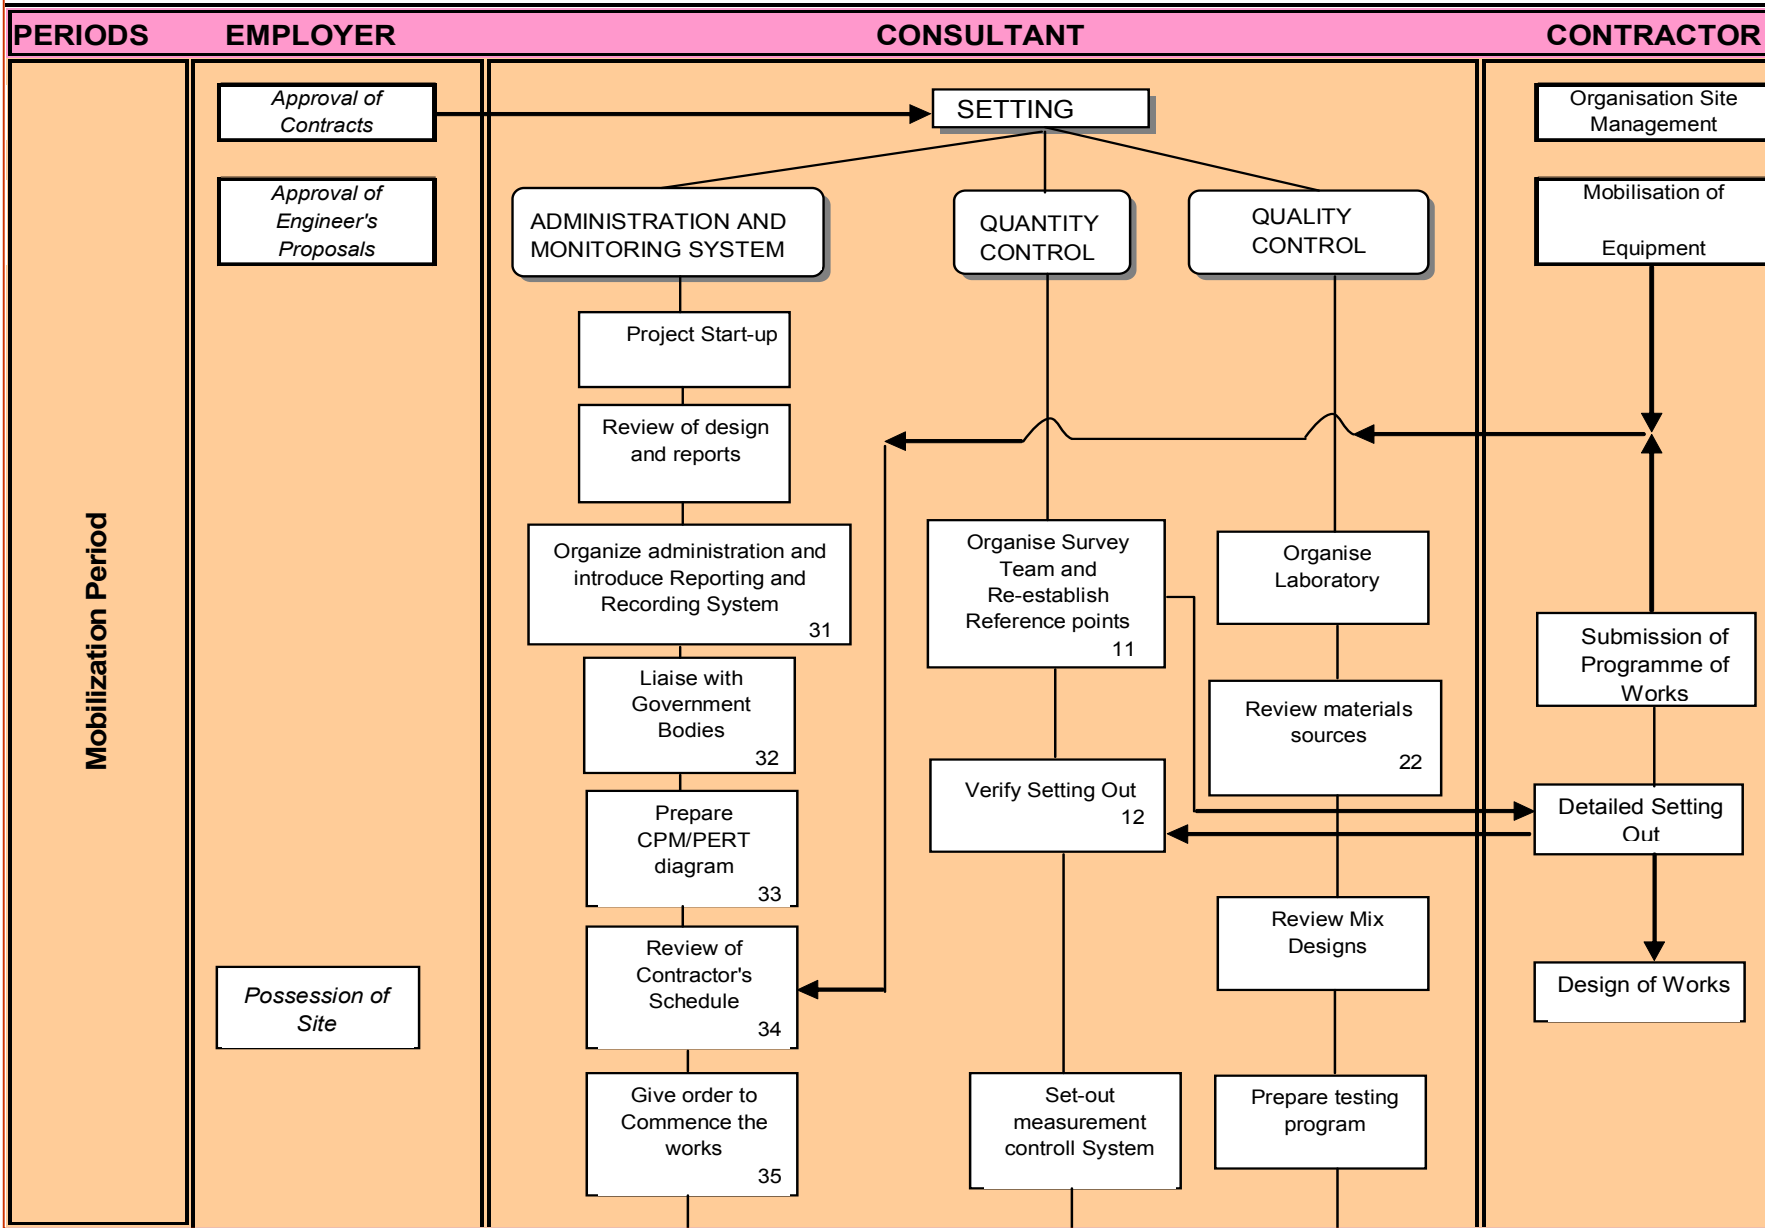 PERIODS EMPLOYER CONSULTANT CONTRACTOR
Mobilization Period
Approval of
Contracts
Approval of
Engineer's
Proposals
Possession of
Site
SETTING
ADMINISTRATION AND
MONITORING SYSTEM
Project Start-up
Review of design
and reports
Organize administration and
introduce Reporting and
Recording System
31
Liaise with
Government
Bodies
32
Prepare
CPM/PERT
diagram
33
Review of
Contractor's
Schedule
34
Give order to
Commence the
works
35
QUANTITY
CONTROL
Organise Survey
Team and
Re-establish
Reference points
11
Verify Setting Out
12
Set-out
measurement
controll System
QUALITY
CONTROL
Organise
Laboratory
Review materials
sources
22
Review Mix
Designs
Prepare testing
program
Organisation Site
Management
Mobilisation of
Equipment
Submission of
Programme of
Works
Detailed Setting
Out
Design of Works